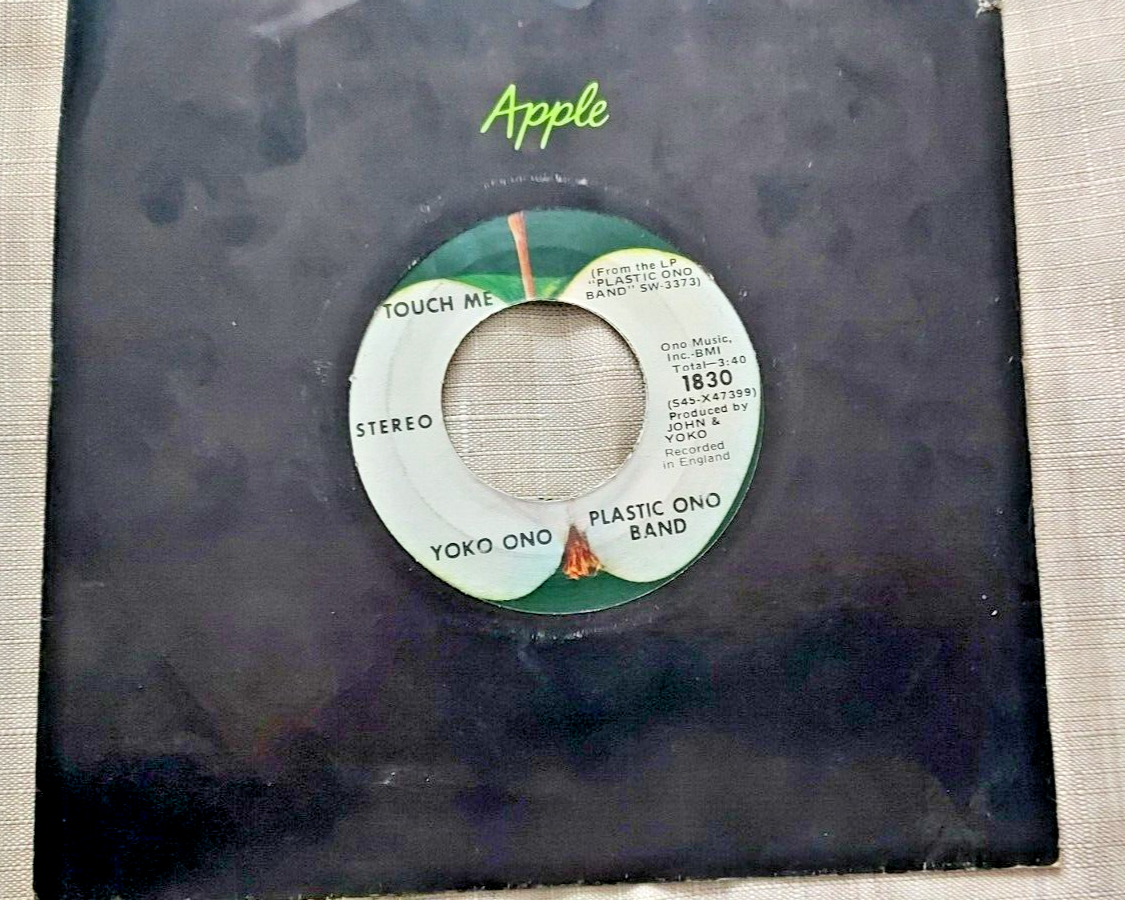 Apple
TOUCH ME
(From the LP
"PLASTIC ONO
BAND" SW-3373)
Ono Music,
Inc.-BMI
Total—3:40
1830
(S45-X47399)
Produced by
JOHN &
YOKO
Recorded
in England
STEREO
YOKO ONO
PLASTIC ONO
BAND